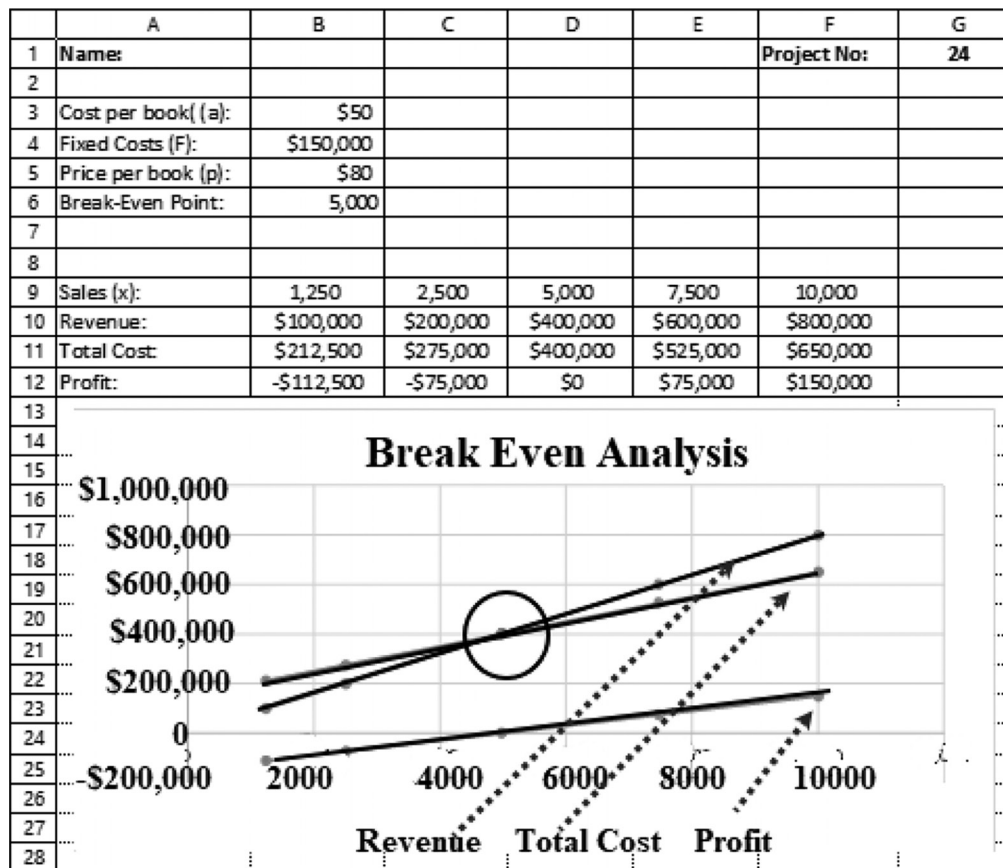 A B C D E F G
1 Name: Project No: 24
2
3 Cost per book( (a): $50
4 Fixed Costs (F): $150,000
5 Price per book (p): $80
6 Break-Even Point: 5,000
7
8
9 Sales (x): 1,250 2,500 5,000 7,500 10,000
10 Revenue: $100,000 $200,000 $400,000 $600,000 $800,000
11 Total Cost: $212,500 $275,000 $400,000 $525,000 $650,000
12 Profit: -$112,500 -$75,000 $0 $75,000 $150,000
13
14 Break Even Analysis
15
16 $1,000,000
17 $800,000
18
19 $600,000
20 $400,000
21
22 $200,000
23
24 0
25 -$200,000 2000 4000 6000 8000 10000
26
27 Revenue Total Cost Profit
28